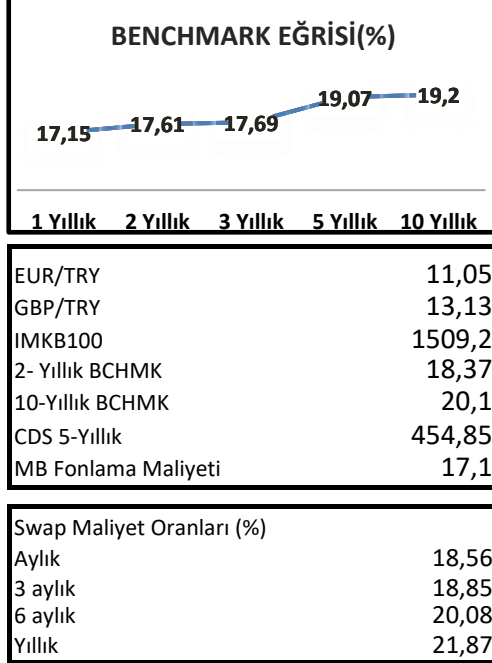 BENCHMARK EĞRİSİ(%)
17,15 17,61 17,69 19,07 19,2
1 Yıllık 2 Yıllık 3 Yıllık 5 Yıllık 10 Yıllık
EUR/TRY 11,05
GBP/TRY 13,13
IMKB100 1509,2
2- Yıllık BCHMK 18,37
10-Yıllık BCHMK 20,1
CDS 5-Yıllık 454,85
MB Fonlama Maliyeti 17,1
Swap Maliyet Oranları (%)
Aylık 18,56
3 aylık 18,85
6 aylık 20,08
Yıllık 21,87